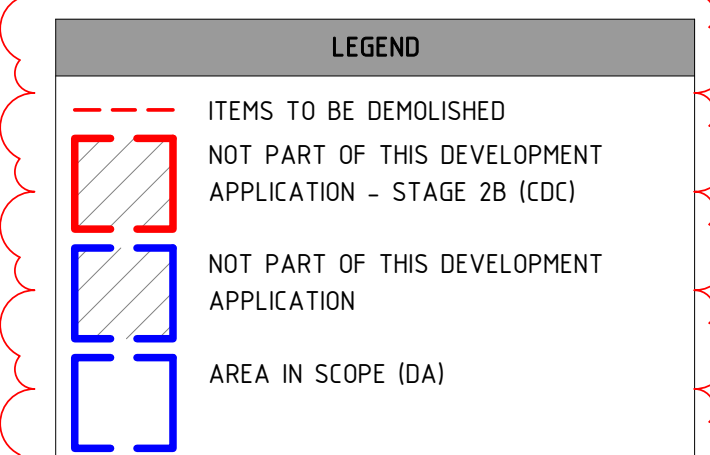 LEGEND
ITEMS TO BE DEMOLISHED
NOT PART OF THIS DEVELOPMENT
APPLICATION - STAGE 2B (CDC)
NOT PART OF THIS DEVELOPMENT
APPLICATION
AREA IN SCOPE (DA)